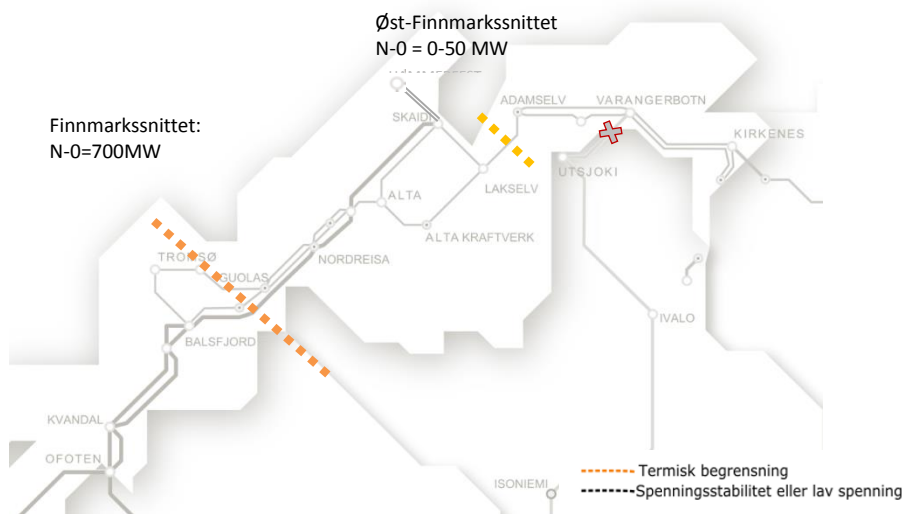 Øst-Finnmarkssnittet
N-0 = 0-50 MW
ADAMSELV
VARANGERBOTN
SKAIDI
Finnmarkssnittet:
N-0=700MW
KIRKENES
UTSJOKI
LAKSELV
ALTA
ALTA KRAFTVERK
NORDREISA
TROMSØ
GUOLAS
IVALO
BALSFJORD
KVANDAL
OFOTEN
Termisk begrensning
ISONIEMI
Spenningsstabilitet eller lav spenning